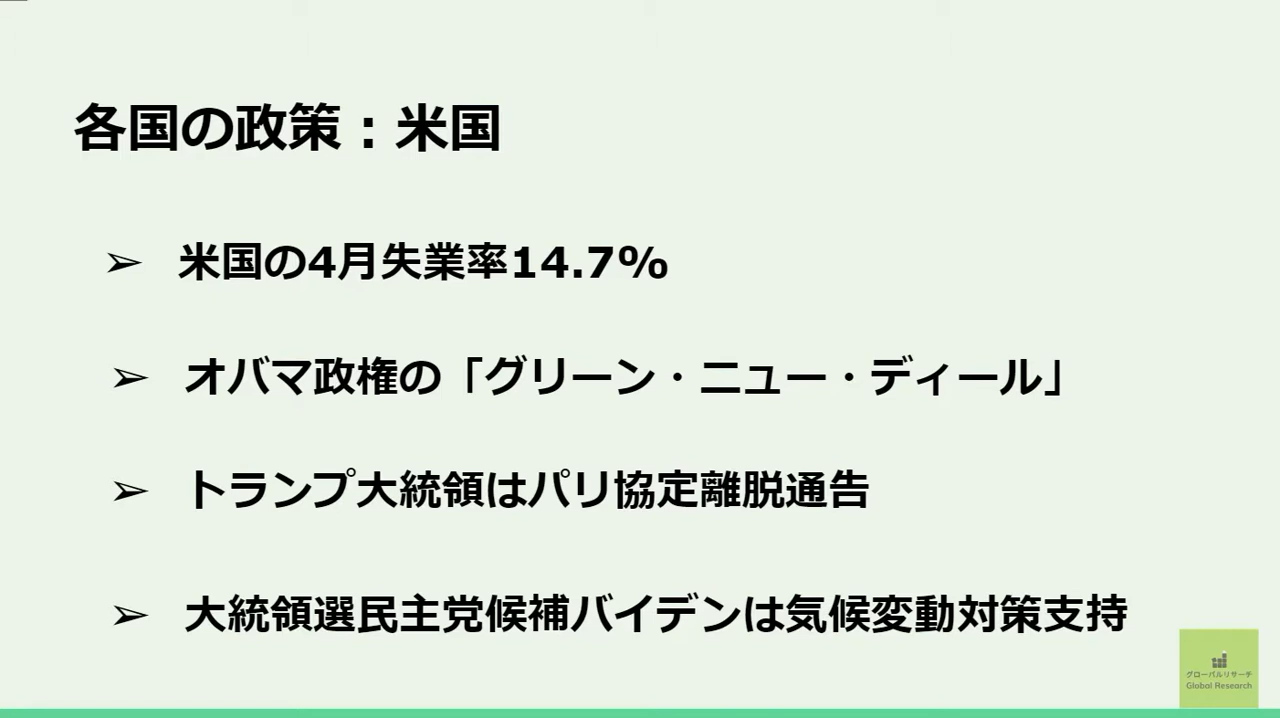 各国の政策：米国
➢ 米国の4月失業率14.7%
➢ オバマ政権の「グリーン・ニュー・ディール」
➢ トランプ大統領はパリ協定離脱通告
➢ 大統領選民主党候補バイデンは気候変動対策支持
グローバルリサーチ
Global Research